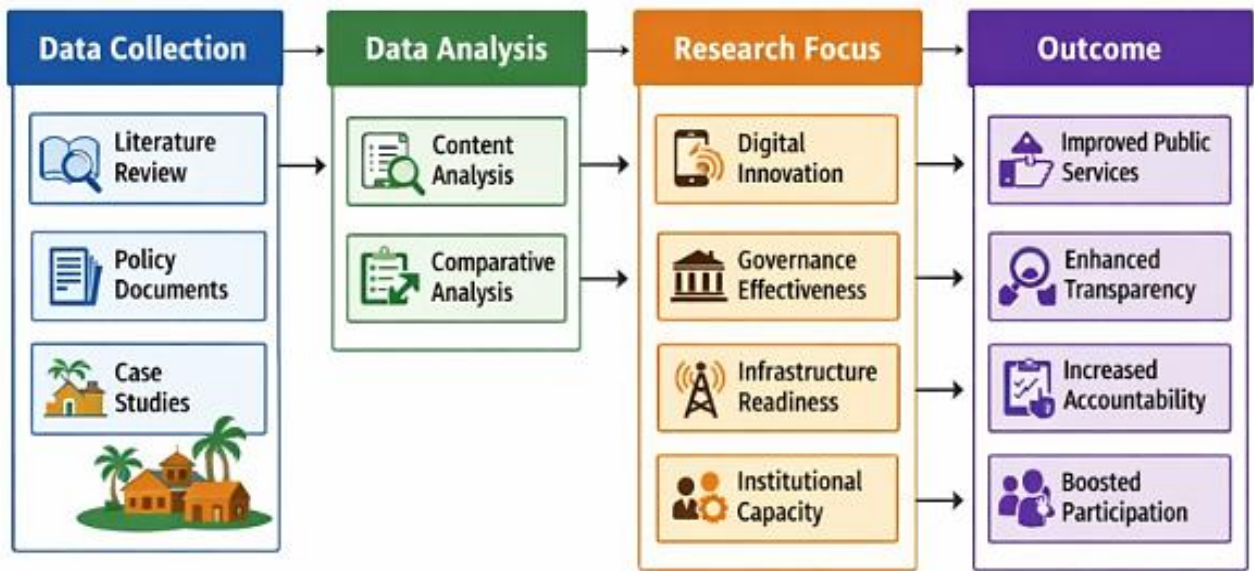 Data Collection
Data Analysis
Research Focus
Outcome
Literature
Review
Policy
Documents
Case
Studies
Content
Analysis
Comparative
Analysis
Digital
Innovation
Governance
Effectiveness
Infrastructure
Readiness
Institutional
Capacity
Improved Public
Services
Enhanced
Transparency
Increased
Accountability
Boosted
Participation